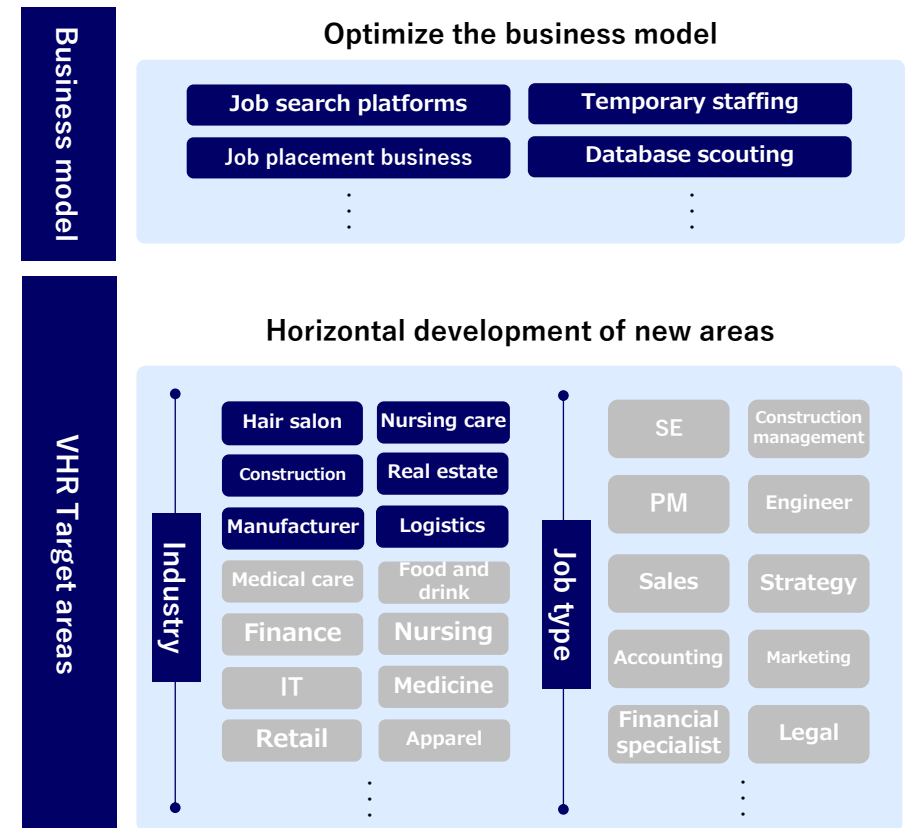 Business model
Optimize the business model
Job search platforms
Temporary staffing
Job placement business
Database scouting
VHR Target areas
Horizontal development of new areas
Industry
Hair salon
Nursing care
Construction
Real estate
Manufacturer
Logistics
Medical care
Food and
drink
Finance
Nursing
IT
Medicine
Retail
Apparel
Job type
SE
Construction
management
PM
Engineer
Sales
Strategy
Accounting
Marketing
Financial
specialist
Legal